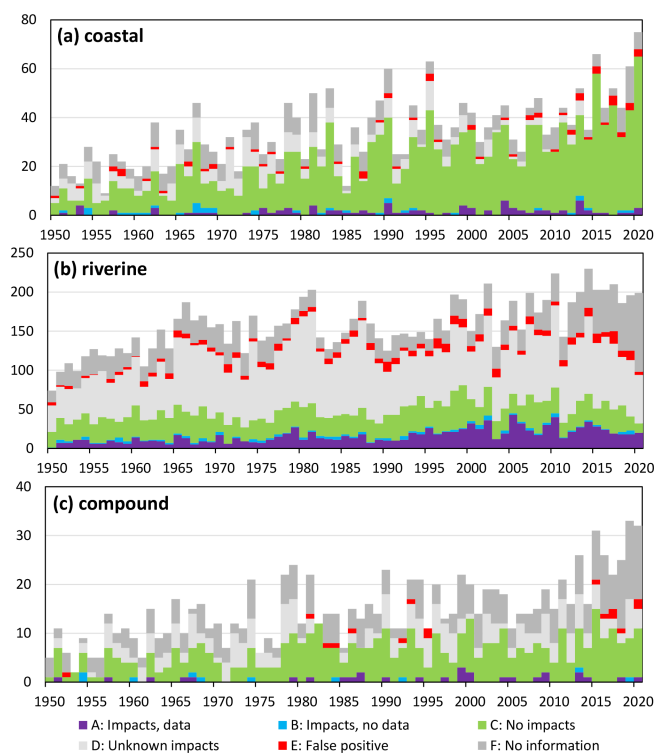 (a) coastal
80
60
40
20
0
1950 1955 1960 1965 1970 1975 1980 1985 1990 1995 2000 2005 2010 2015 2020
(b) riverine
250
200
150
100
50
0
1950 1955 1960 1965 1970 1975 1980 1985 1990 1995 2000 2005 2010 2015 2020
(c) compound
40
30
20
10
0
1950 1955 1960 1965 1970 1975 1980 1985 1990 1995 2000 2005 2010 2015 2020
A: Impacts, data B: Impacts, no data C: No impacts
D: Unknown impacts E: False positive F: No information